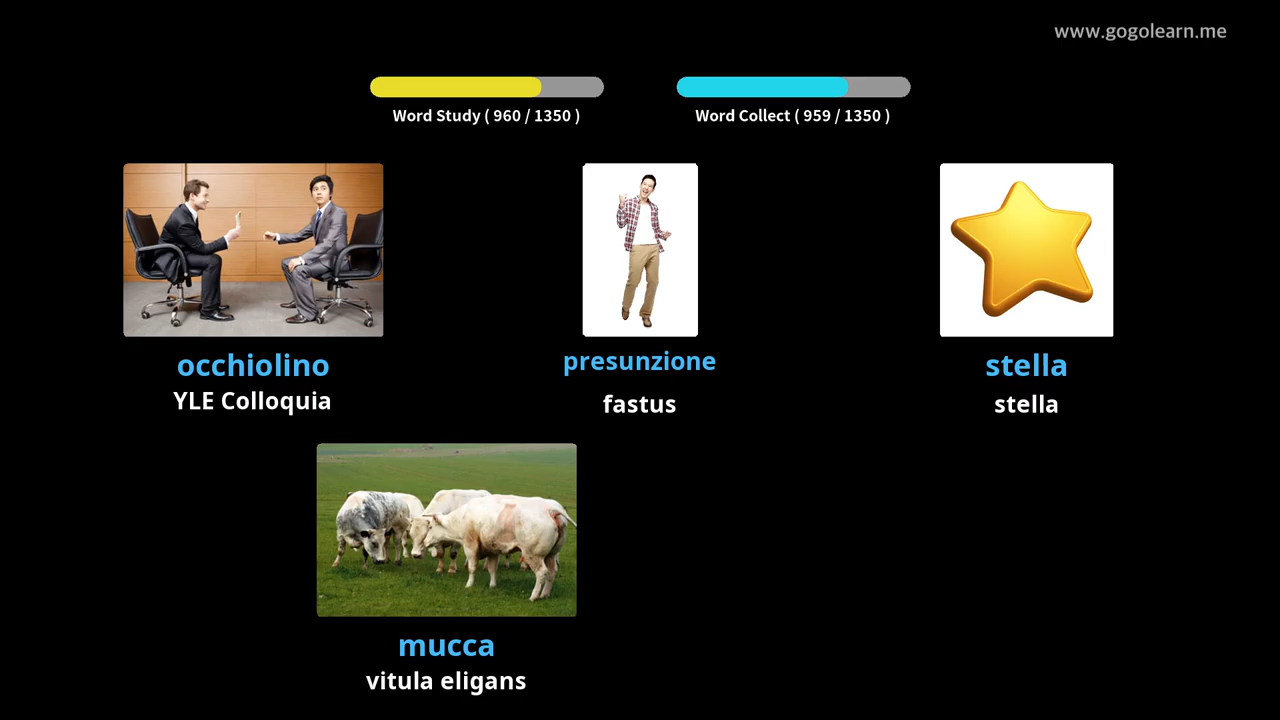 www.gogolearn.me
Word Study ( 960 / 1350 )
Word Collect ( 959 / 1350 )
occhiolino
YLE Colloquia
presunzione
fastus
stella
stella
mucca
vitula eligans